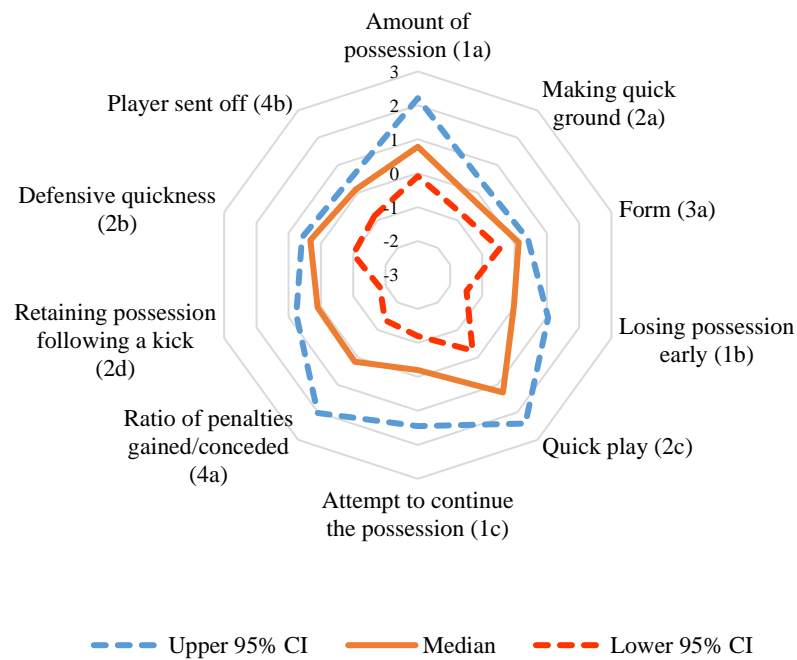 Amount of
possession (1a)
3
2
1
0
-1
-2
-3
Making quick
ground (2a)
Form (3a)
Losing possession
early (1b)
Quick play (2c)
Attempt to continue
the possession (1c)
Ratio of penalties
gained/conceded
(4a)
Retaining possession
following a kick
(2d)
Defensive quickness
(2b)
Player sent off (4b)
Upper 95% CI
Median
Lower 95% CI